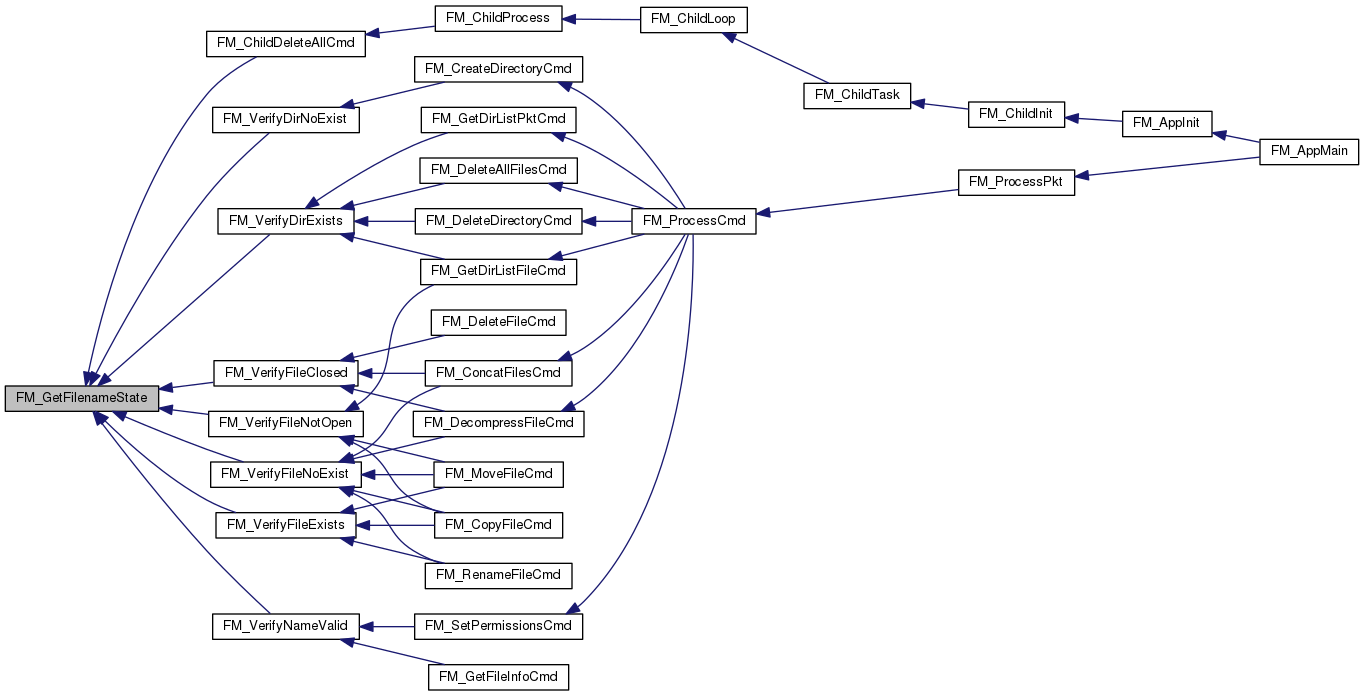 FM_ChildProcess
FM_ChildLoop
FM_ChildDeleteAllCmd
FM_CreateDirectoryCmd
FM_ChildTask
FM_ChildInit
FM_VerifyDirNoExist
FM_GetDirListPktCmd
FM_AppInit
FM_AppMain
FM_DeleteAllFilesCmd
FM_ProcessPkt
FM_VerifyDirExists
FM_DeleteDirectoryCmd
FM_ProcessCmd
FM_GetDirListFileCmd
FM_DeleteFileCmd
FM_VerifyFileClosed
FM_ConcatFilesCmd
FM_GetFilenameState
FM_VerifyFileNotOpen
FM_DecompressFileCmd
FM_VerifyFileNoExist
FM_MoveFileCmd
FM_VerifyFileExists
FM_CopyFileCmd
FM_RenameFileCmd
FM_VerifyNameValid
FM_SetPermissionsCmd
FM_GetFileInfoCmd